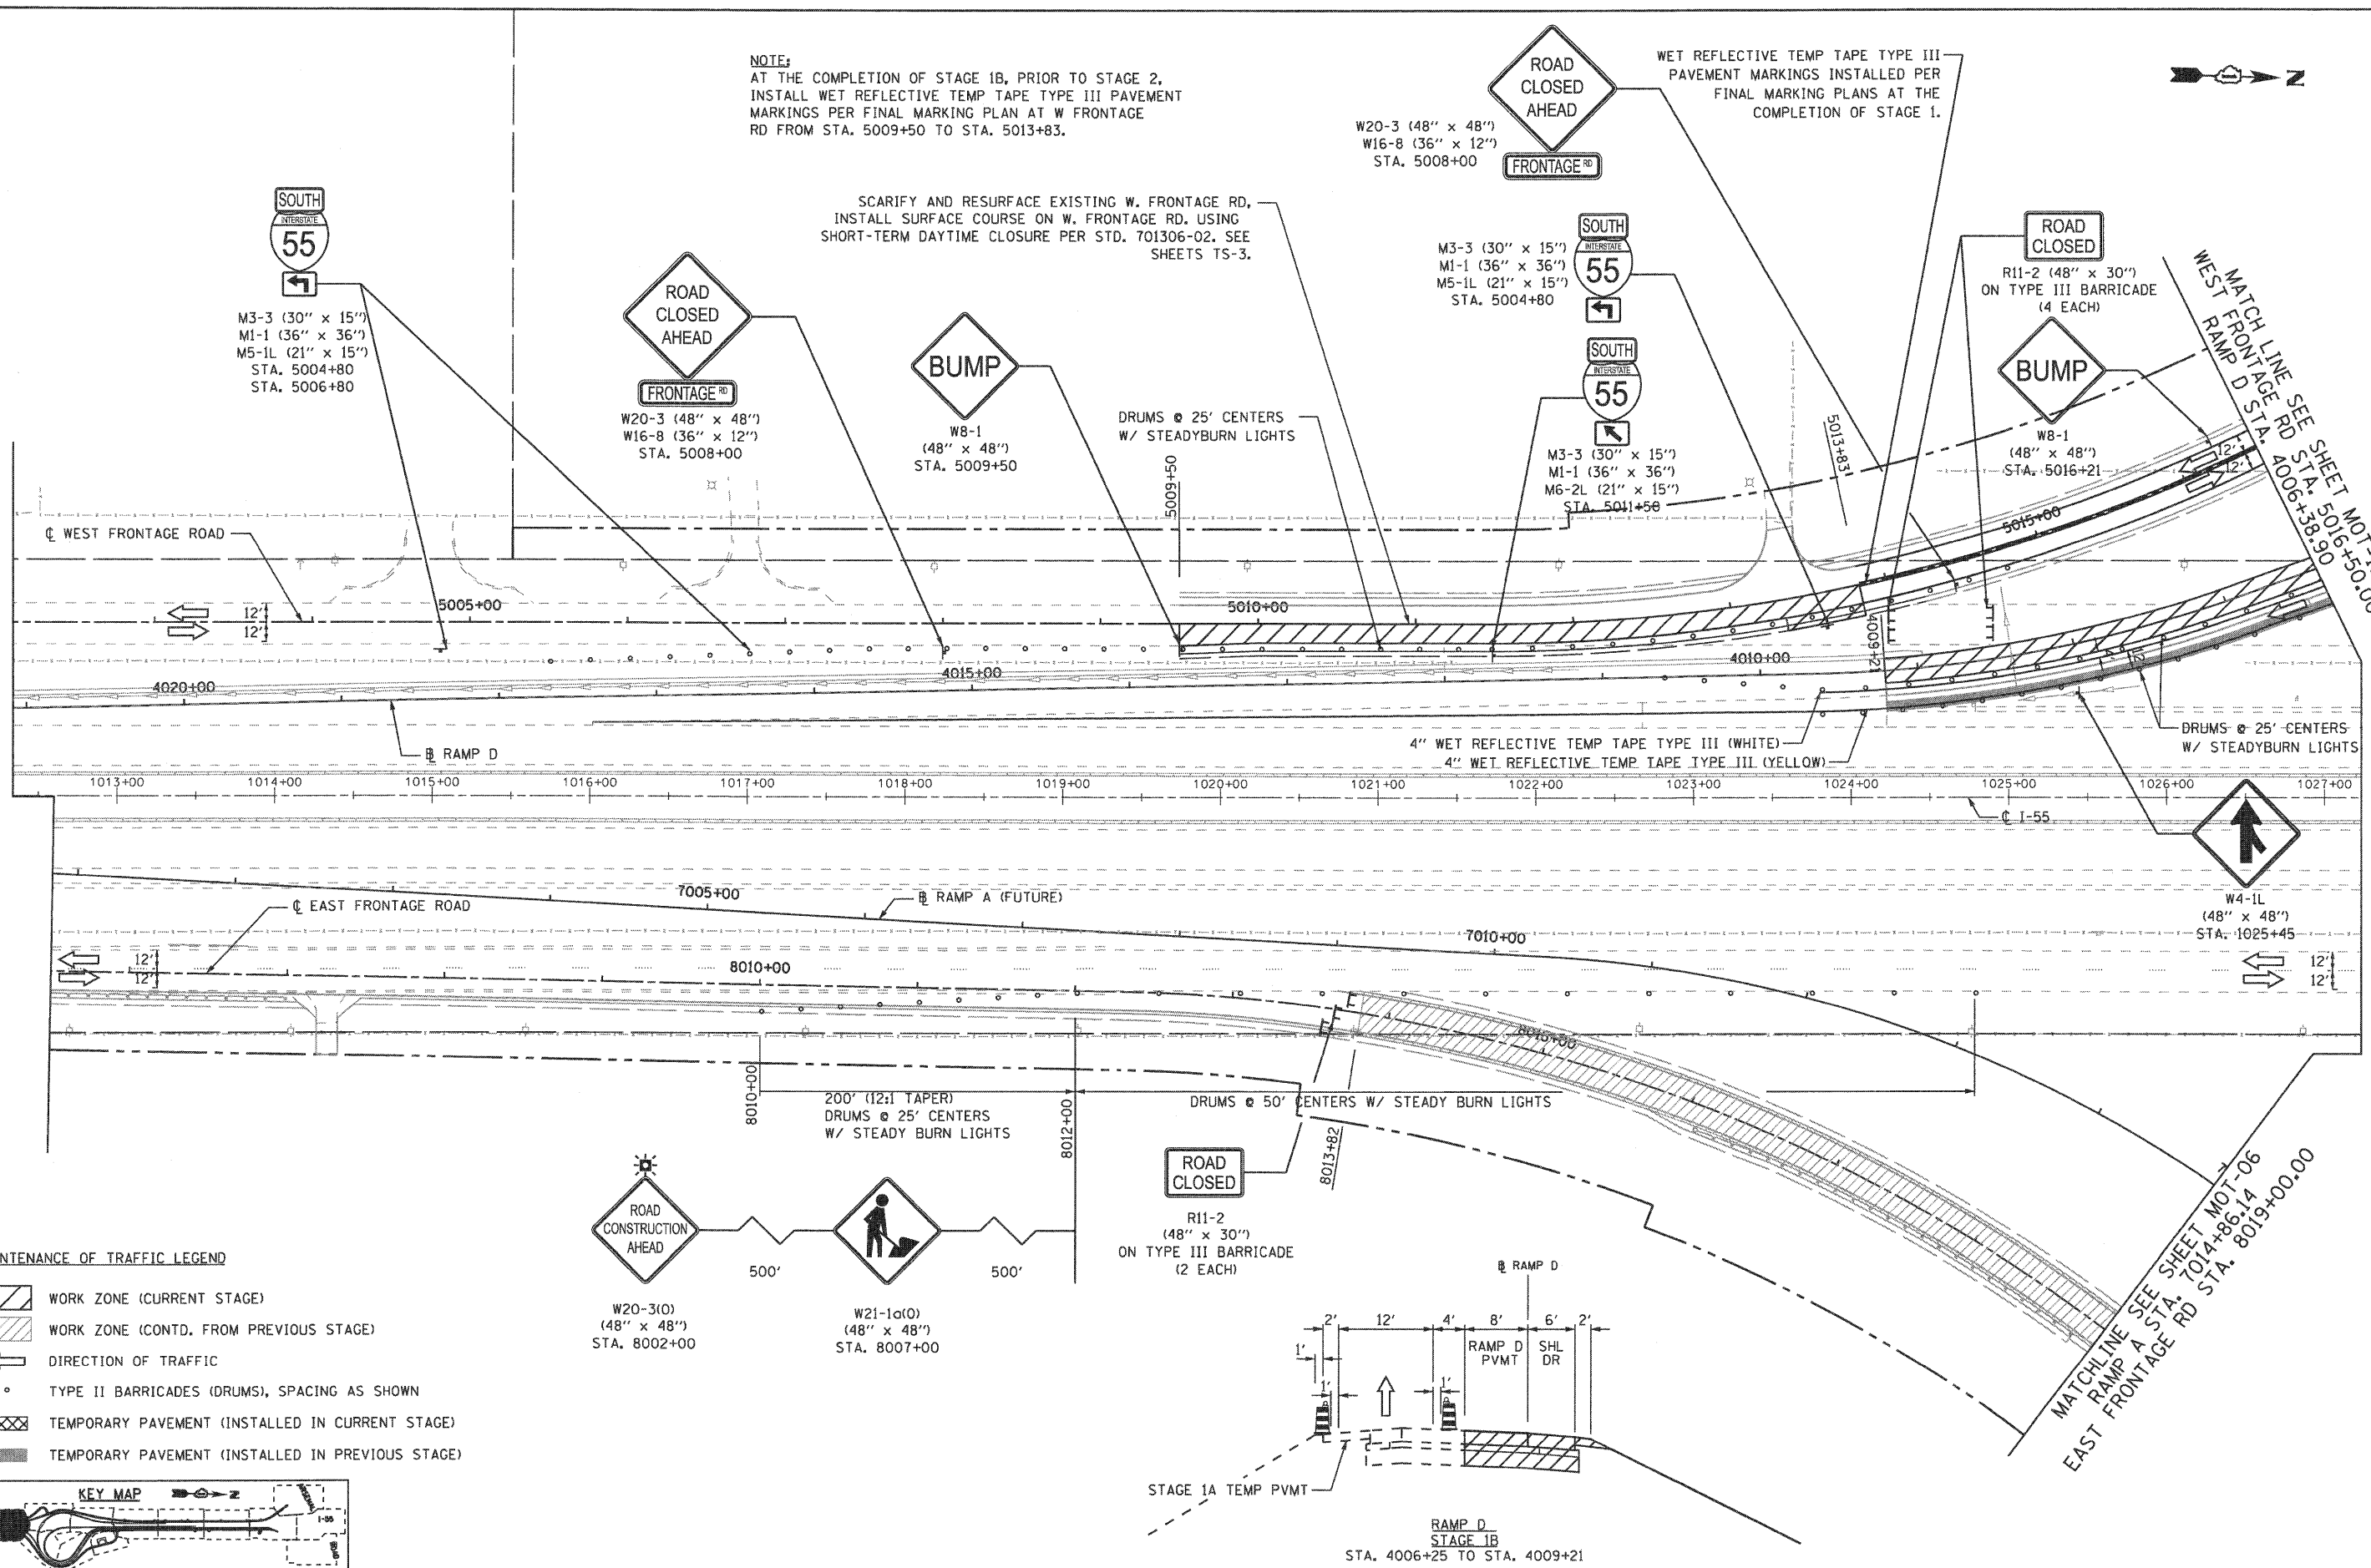 NOTE:
AT THE COMPLETION OF STAGE 1B, PRIOR TO STAGE 2,
INSTALL WET REFLECTIVE TEMP TAPE TYPE III PAVEMENT
MARKINGS PER FINAL MARKING PLAN AT W FRONTAGE
RD FROM STA. 5009+50 TO STA. 5013+83.
ROAD
CLOSED
AHEAD
FRONTAGE RD
W20-3 (48" x 48")
W16-8 (36" x 12")
STA. 5008+00
WET REFLECTIVE TEMP TAPE TYPE III
PAVEMENT MARKINGS INSTALLED PER
FINAL MARKING PLANS AT THE
COMPLETION OF STAGE 1.
N
SOUTH
INTERSTATE
55
M3-3 (30" x 15")
M1-1 (36" x 36")
M5-1L (21" x 15")
STA. 5004+80
STA. 5006+80
SCARIFY AND RESURFACE EXISTING W. FRONTAGE RD,
INSTALL SURFACE COURSE ON W. FRONTAGE RD. USING
SHORT-TERM DAYTIME CLOSURE PER STD. 701306-02. SEE
SHEETS TS-3.
ROAD
CLOSED
AHEAD
FRONTAGE RD
W20-3 (48" x 48")
W16-8 (36" x 12")
STA. 5008+00
BUMP
W8-1
(48" x 48")
STA. 5009+50
DRUMS @ 25' CENTERS
W/ STEADYBURN LIGHTS
SOUTH
INTERSTATE
55
M3-3 (30" x 15")
M1-1 (36" x 36")
M5-1L (21" x 15")
STA. 5004+80
SOUTH
INTERSTATE
55
M3-3 (30" x 15")
M1-1 (36" x 36")
M6-2L (21" x 15")
STA. 5011+50
ROAD
CLOSED
R11-2 (48" x 30")
ON TYPE III BARRICADE
(4 EACH)
BUMP
W8-1
(48" x 48")
STA. 5016+21
MATCH LINE SEE SHEET MOT-
WEST FRONTAGE RD STA. 5016+50.00
RAMP D STA. 4006+38.90
5009+50
5013+83
℄ WEST FRONTAGE ROAD
12'
12'
5005+00
5010+00
5015+00
12'
12'
4020+00
4015+00
4010+00
4009+21
12'
B RAMP D
4" WET REFLECTIVE TEMP TAPE TYPE III (WHITE)
4" WET REFLECTIVE TEMP TAPE TYPE III (YELLOW)
DRUMS @ 25' CENTERS
W/ STEADYBURN LIGHTS
1013+00
1014+00
1015+00
1016+00
1017+00
1018+00
1019+00
1020+00
1021+00
1022+00
1023+00
1024+00
1025+00
1026+00
1027+00
℄ I-55
W4-1L
(48" x 48")
STA. 1025+45
7005+00
B RAMP A (FUTURE)
7010+00
℄ EAST FRONTAGE ROAD
12'
12'
8010+00
12'
12'
8015+00
8010+00
200' (12:1 TAPER)
DRUMS @ 25' CENTERS
W/ STEADY BURN LIGHTS
8012+00
DRUMS @ 50' CENTERS W/ STEADY BURN LIGHTS
8013+82
ROAD
CLOSED
R11-2
(48" x 30")
ON TYPE III BARRICADE
(2 EACH)
ROAD
CONSTRUCTION
AHEAD
500'
500'
W20-3(O)
(48" x 48")
STA. 8002+00
W21-1a(O)
(48" x 48")
STA. 8007+00
MATCHLINE SEE SHEET MOT-06
RAMP A STA. 7014+86.14
EAST FRONTAGE RD STA. 8019+00.00
NTENANCE OF TRAFFIC LEGEND
WORK ZONE (CURRENT STAGE)
WORK ZONE (CONTD. FROM PREVIOUS STAGE)
DIRECTION OF TRAFFIC
TYPE II BARRICADES (DRUMS), SPACING AS SHOWN
TEMPORARY PAVEMENT (INSTALLED IN CURRENT STAGE)
TEMPORARY PAVEMENT (INSTALLED IN PREVIOUS STAGE)
KEY MAP
N
I-55
B RAMP D
2'
12'
4'
8'
6'
2'
RAMP D
PVMT
SHL
DR
1'
1'
1'
STAGE 1A TEMP PVMT
RAMP D
STAGE 1B
STA. 4006+25 TO STA. 4009+21